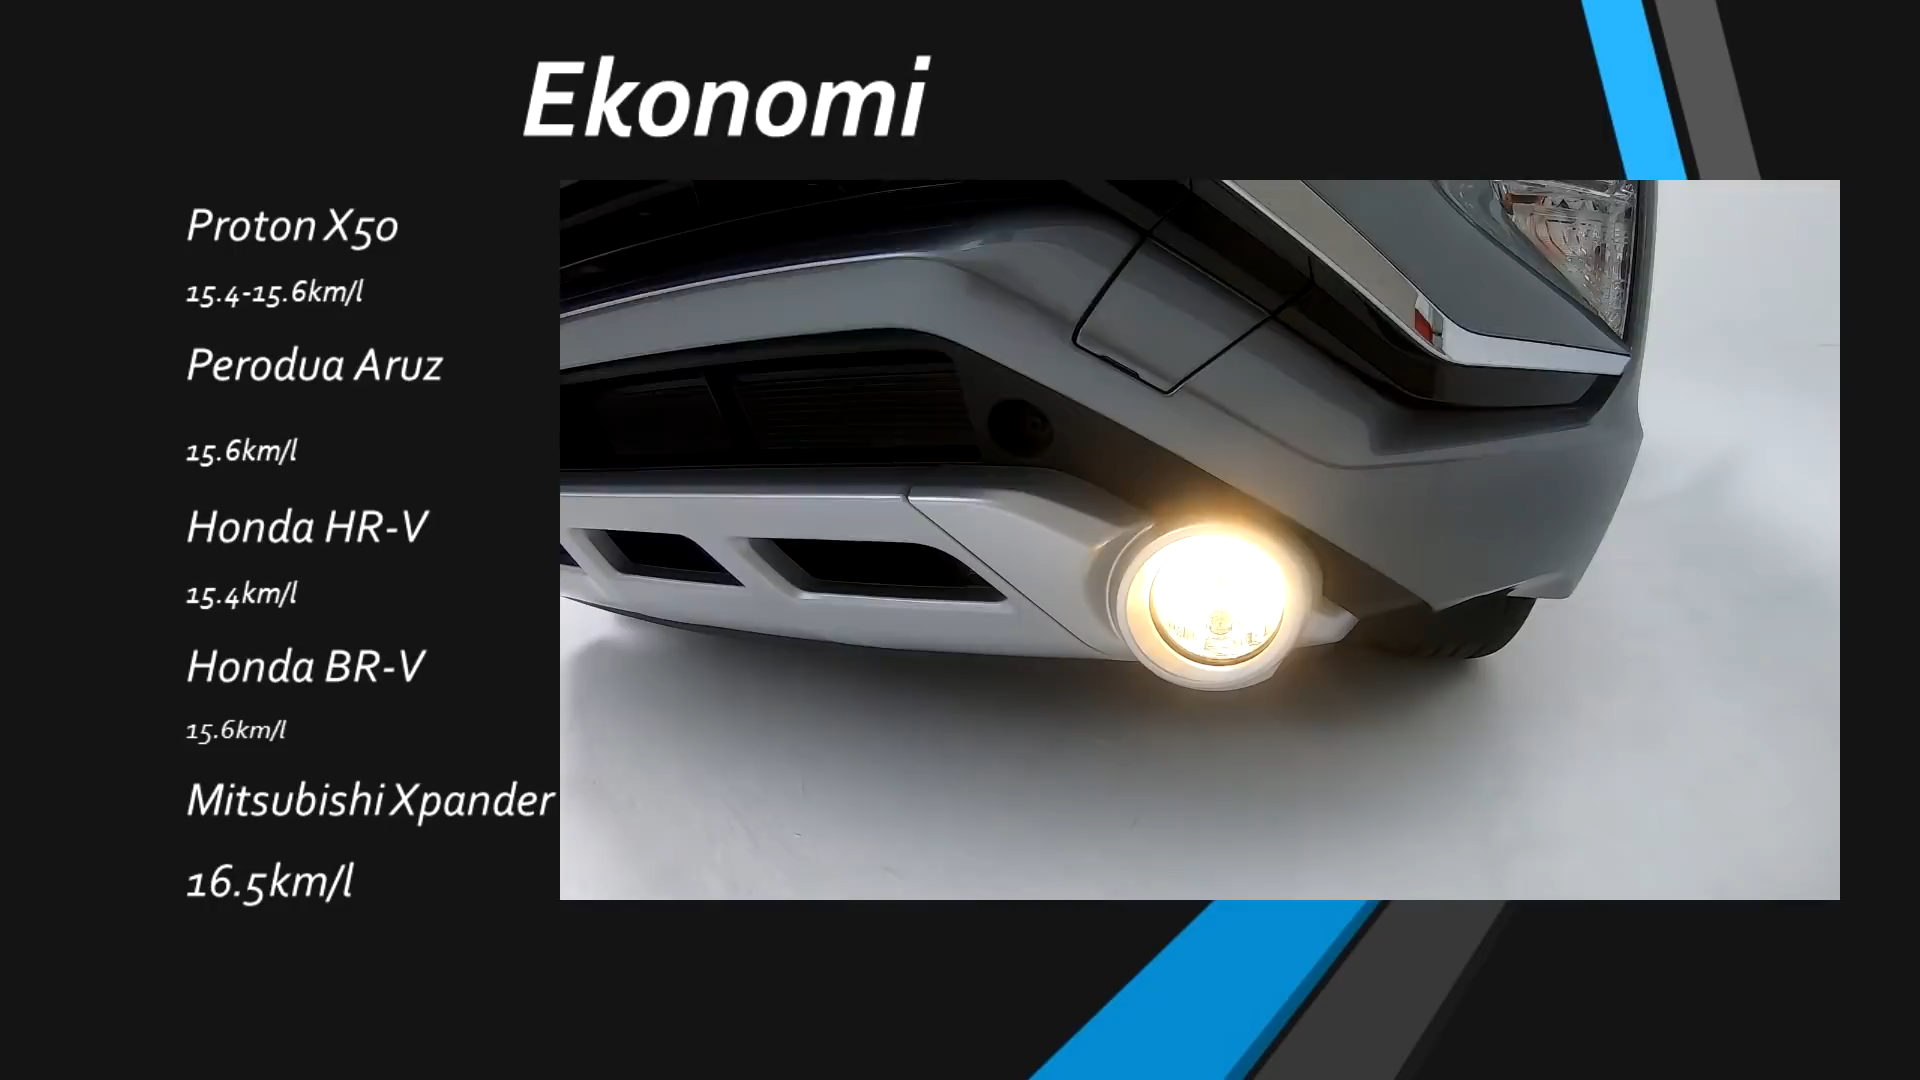 Ekonomi
Proton X50
15.4-15.6km/l
Perodua Aruz
15.6km/l
Honda HR-V
15.4km/l
Honda BR-V
15.6km/l
Mitsubishi Xpander
16.5km/l